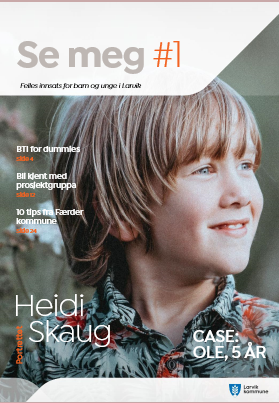 Se meg #1
Felles innsats for barn og unge i Larvik
BTI for dummies
side 4
Bli kjent med
prosjektgruppa
side 12
10 tips fra Færder
kommune
side 24
Heidi
Skaug
Portrettet
CASE:
OLE, 5 ÅR
Larvik
kommune